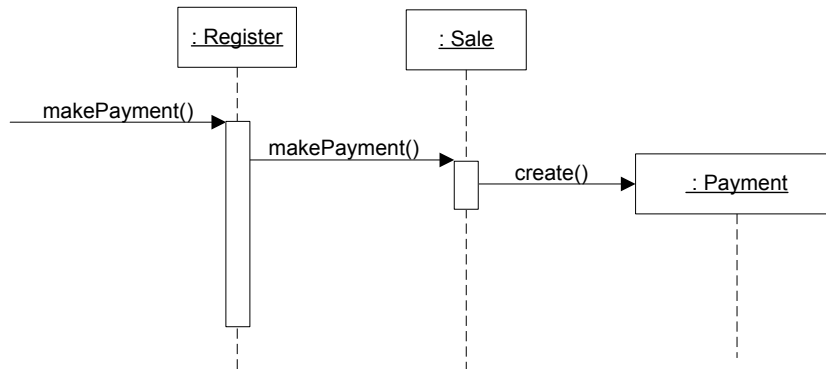 : Register
: Sale
makePayment()
makePayment()
create()
: Payment